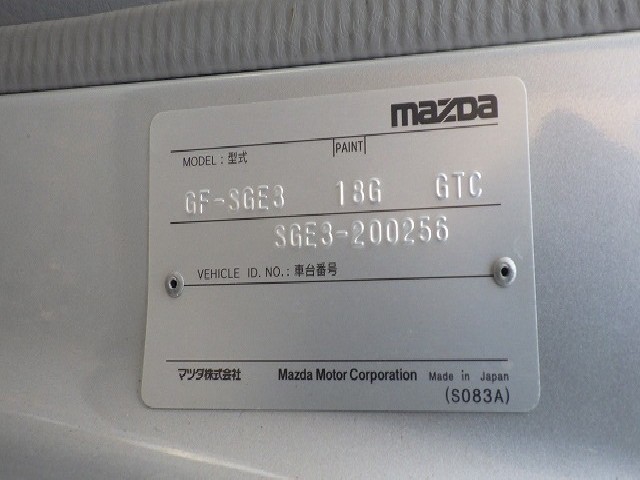 mazda
MODEL : 型式 PAINT
GF-SGE3 18G GTC
SGE3-200256
VEHICLE ID. NO. : 車台番号
マツダ株式会社 Mazda Motor Corporation Made in Japan
(S083A)